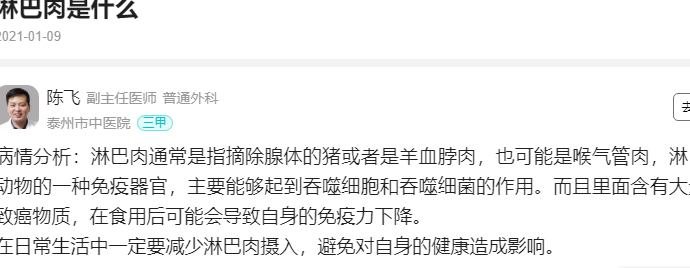 淋巴肉是什么
2021-01-09
陈飞 副主任医师 普通外科
泰州市中医院 三甲
病情分析：淋巴肉通常是指摘除腺体的猪或者是羊血脖肉，也可能是喉气管肉，淋
动物的一种免疫器官，主要能够起到吞噬细胞和吞噬细菌的作用。而且里面含有大
致癌物质，在食用后可能会导致自身的免疫力下降。
在日常生活中一定要减少淋巴肉摄入，避免对自身的健康造成影响。